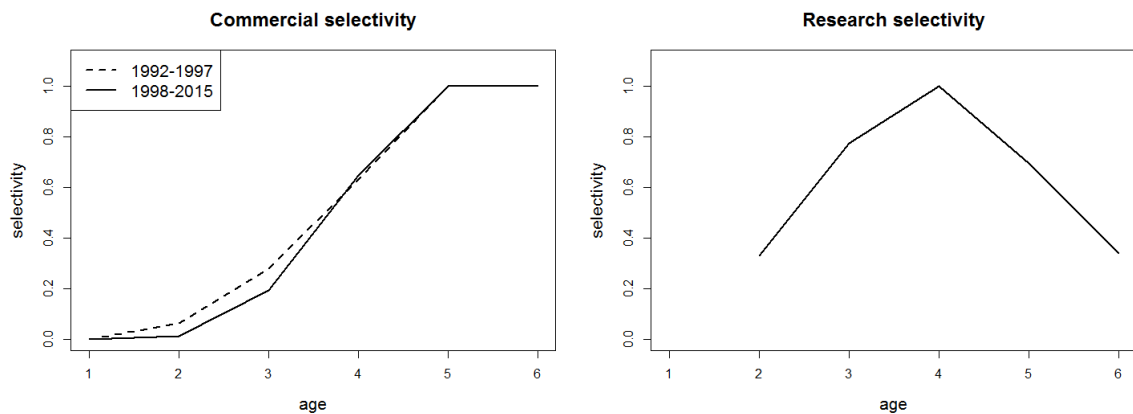 Commercial selectivity
1992-1997
1998-2015
selectivity
0.0 0.2 0.4 0.6 0.8 1.0
1 2 3 4 5 6
age
Research selectivity
selectivity
0.0 0.2 0.4 0.6 0.8 1.0
1 2 3 4 5 6
age